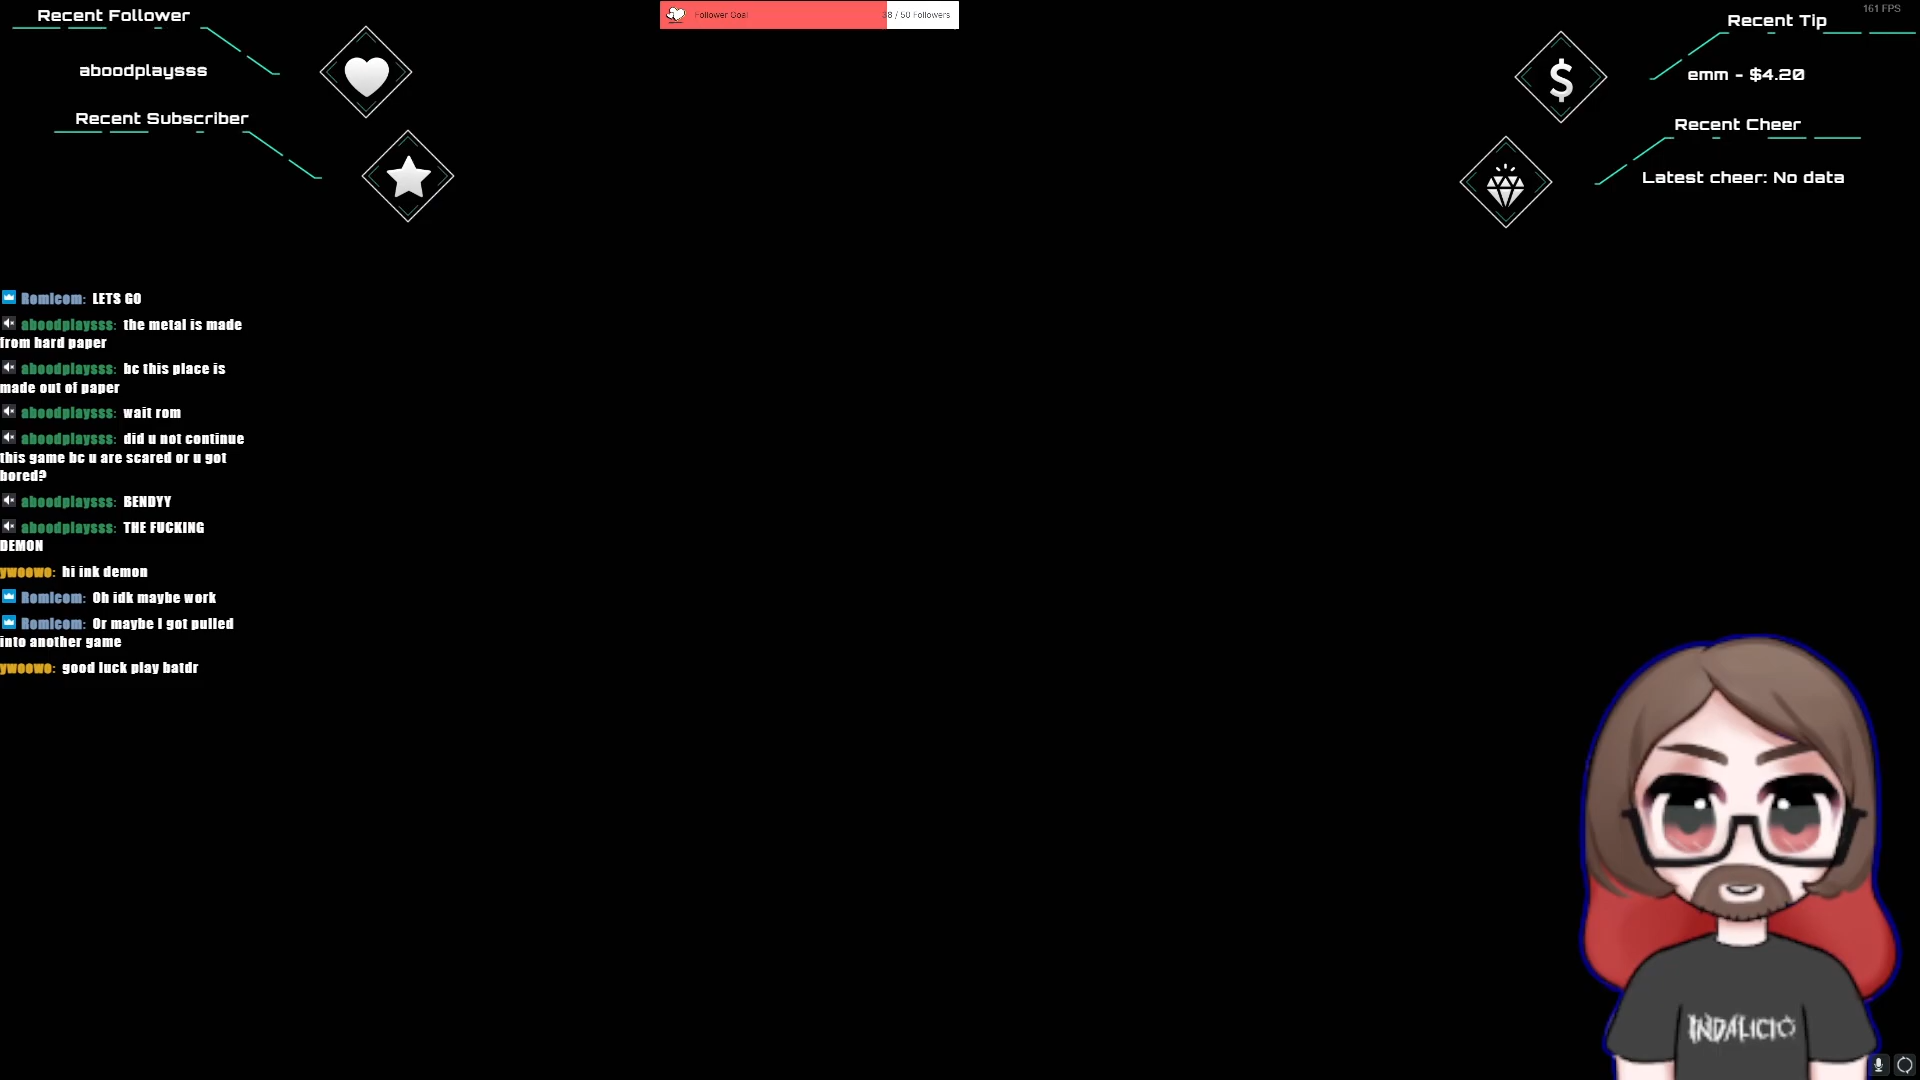 Recent Follower
aboodplaysss
Recent Subscriber
Follower Goal 38 / 50 Followers
161 FPS
Recent Tip
emm - $4.20
Recent Cheer
Latest cheer: No data
Romicom: LETS GO
aboodplaysss: the metal is made
from hard paper
aboodplaysss: bc this place is
made out of paper
aboodplaysss: wait rom
aboodplaysss: did u not continue
this game bc u are scared or u got
bored?
aboodplaysss: BENDYY
aboodplaysss: THE FUCKING
DEMON
ywoowo: hi ink demon
Romicom: Oh idk maybe work
Romicom: Or maybe I got pulled
into another game
ywoowo: good luck play batdr
INDALICIO